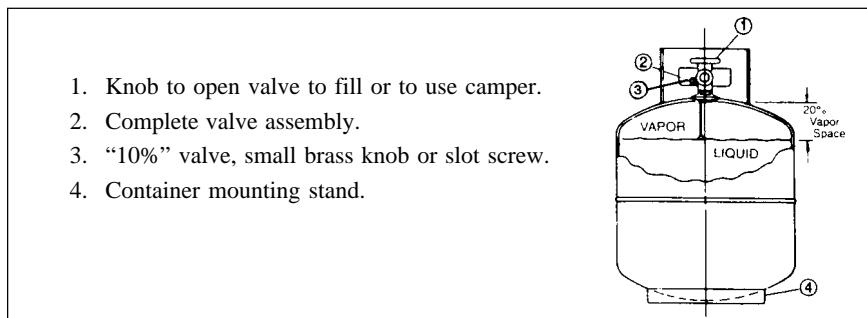 1. Knob to open valve to fill or to use camper.
2. Complete valve assembly.
3. “10%” valve, small brass knob or slot screw.
4. Container mounting stand.
1
2
3
20%
Vapor
Space
VAPOR
LIQUID
4